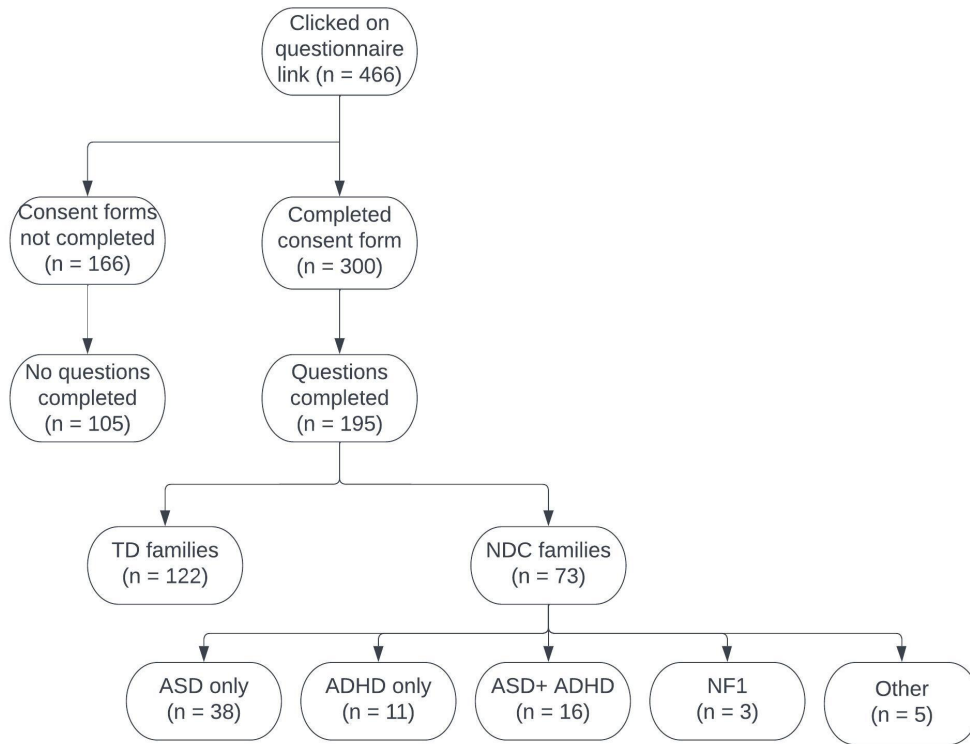 Clicked on
questionnaire
link (n = 466)
Consent forms
not completed
(n = 166)
Completed
consent form
(n = 300)
No questions
completed
(n = 105)
Questions
completed
(n = 195)
TD families
(n = 122)
NDC families
(n = 73)
ASD only
(n = 38)
ADHD only
(n = 11)
ASD+ ADHD
(n = 16)
NF1
(n = 3)
Other
(n = 5)